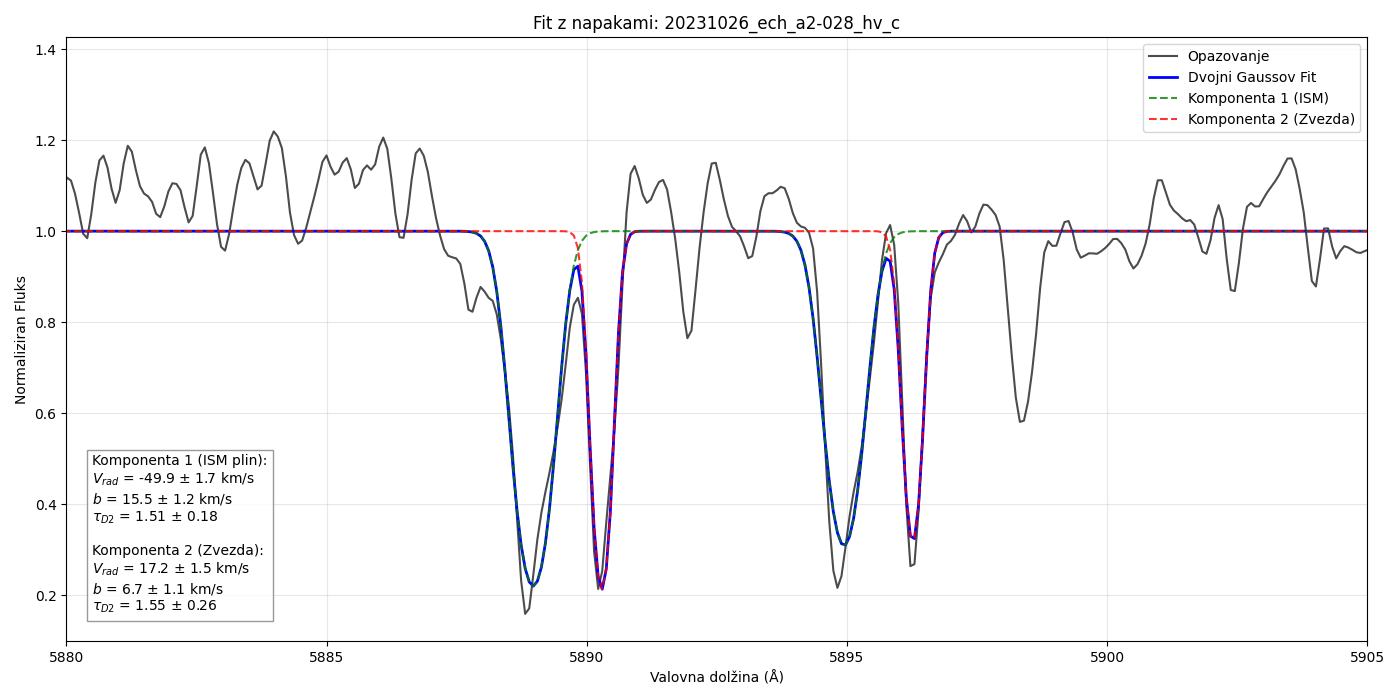 Fit z napakami: 20231026_ech_a2-028_hv_c
Normaliziran Fluks
1.4
1.2
1.0
0.8
0.6
0.4
0.2
Opazovanje
Dvojni Gaussov Fit
Komponenta 1 (ISM)
Komponenta 2 (Zvezda)
Komponenta 1 (ISM plin):
V_rad = -49.9 ± 1.7 km/s
b = 15.5 ± 1.2 km/s
τ_D2 = 1.51 ± 0.18
Komponenta 2 (Zvezda):
V_rad = 17.2 ± 1.5 km/s
b = 6.7 ± 1.1 km/s
τ_D2 = 1.55 ± 0.26
5880 5885 5890 5895 5900 5905
Valovna dolžina (Å)